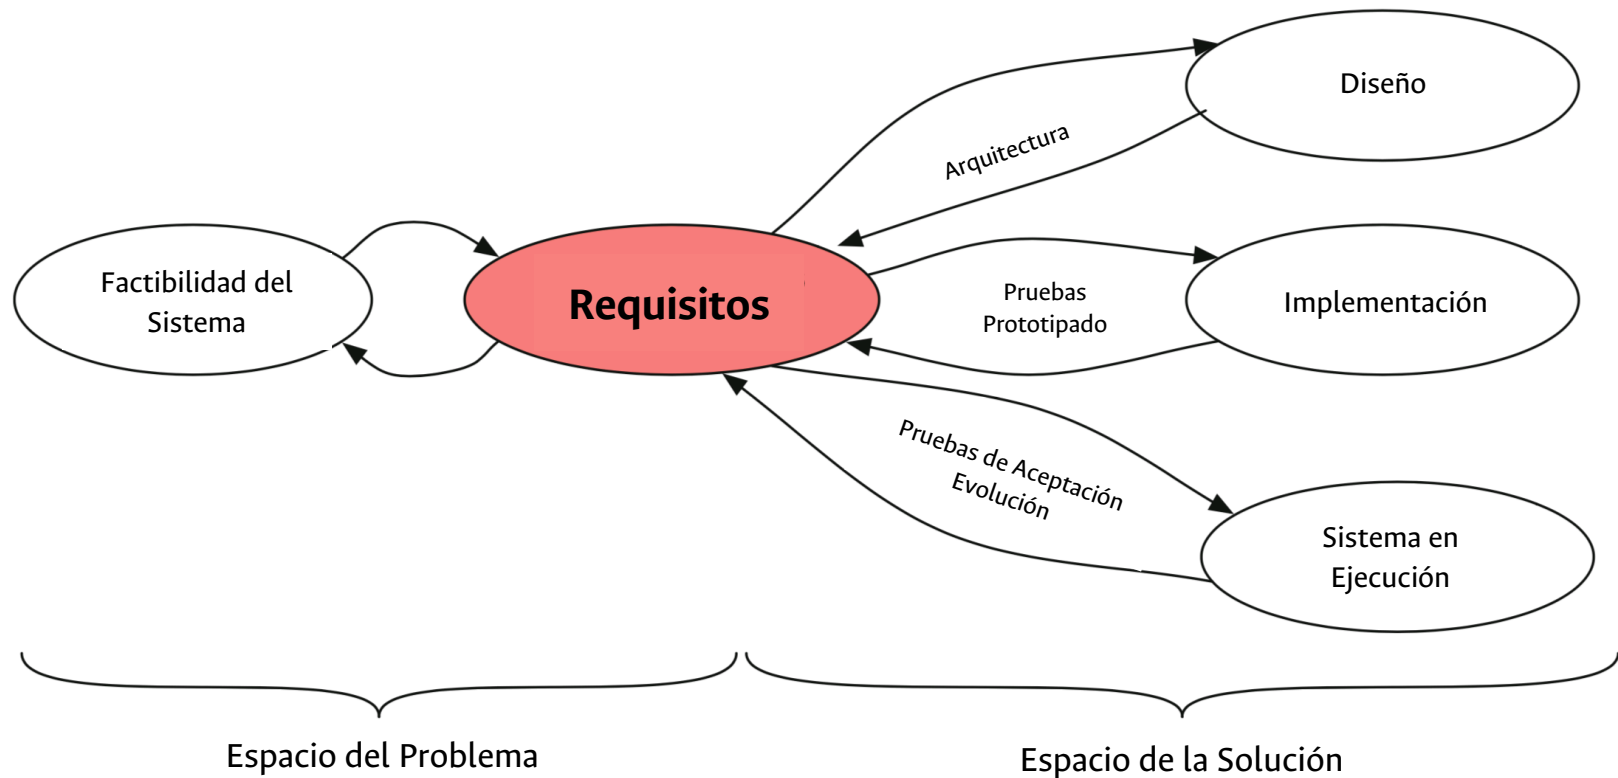 Diseño
Arquitectura
Factibilidad del
Sistema
Requisitos
Pruebas
Prototipado
Implementación
Pruebas de Aceptación
Evolución
Sistema en
Ejecución
Espacio del Problema
Espacio de la Solución